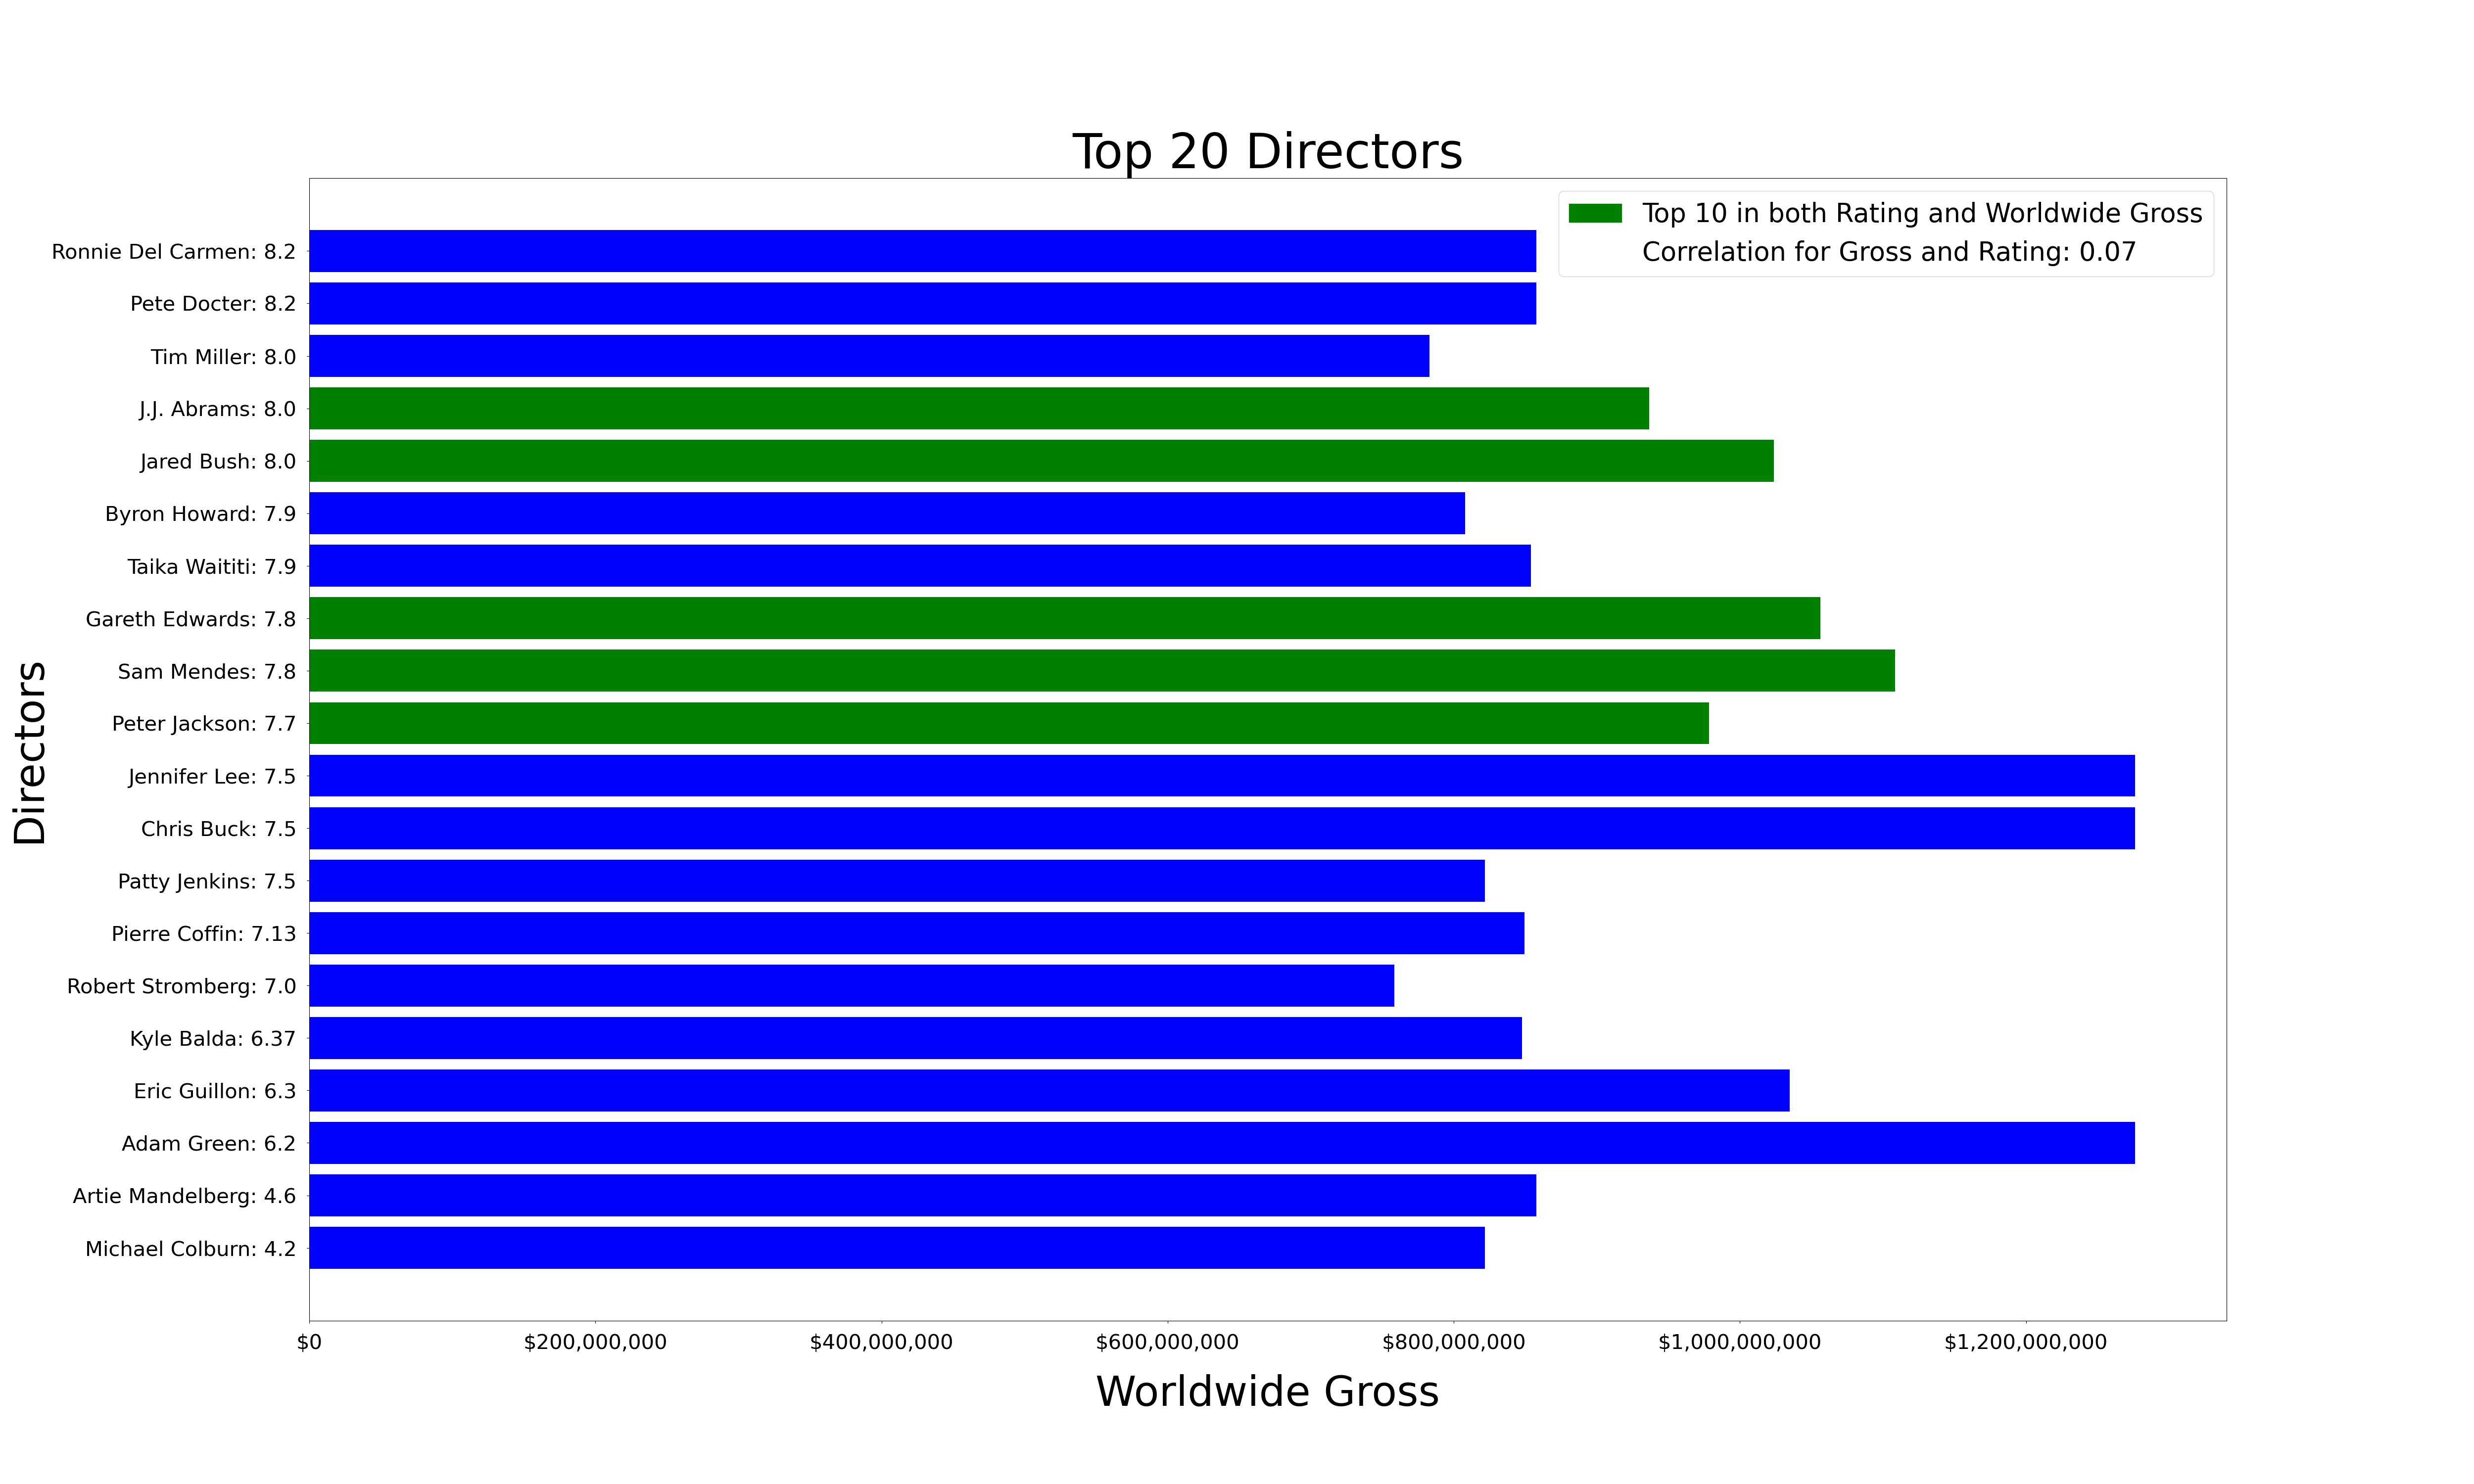 Top 20 Directors
Top 10 in both Rating and Worldwide Gross
Correlation for Gross and Rating: 0.07
Directors
Ronnie Del Carmen: 8.2
Pete Docter: 8.2
Tim Miller: 8.0
J.J. Abrams: 8.0
Jared Bush: 8.0
Byron Howard: 7.9
Taika Waititi: 7.9
Gareth Edwards: 7.8
Sam Mendes: 7.8
Peter Jackson: 7.7
Jennifer Lee: 7.5
Chris Buck: 7.5
Patty Jenkins: 7.5
Pierre Coffin: 7.13
Robert Stromberg: 7.0
Kyle Balda: 6.37
Eric Guillon: 6.3
Adam Green: 6.2
Artie Mandelberg: 4.6
Michael Colburn: 4.2
$0 $200,000,000 $400,000,000 $600,000,000 $800,000,000 $1,000,000,000 $1,200,000,000
Worldwide Gross